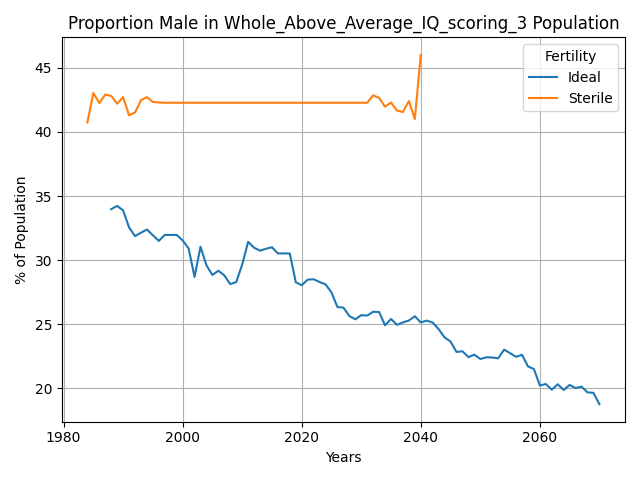 Proportion Male in Whole_Above_Average_IQ_scoring_3 Population
Fertility
Ideal
Sterile
% of Population
45
40
35
30
25
20
1980
2000
2020
2040
2060
Years